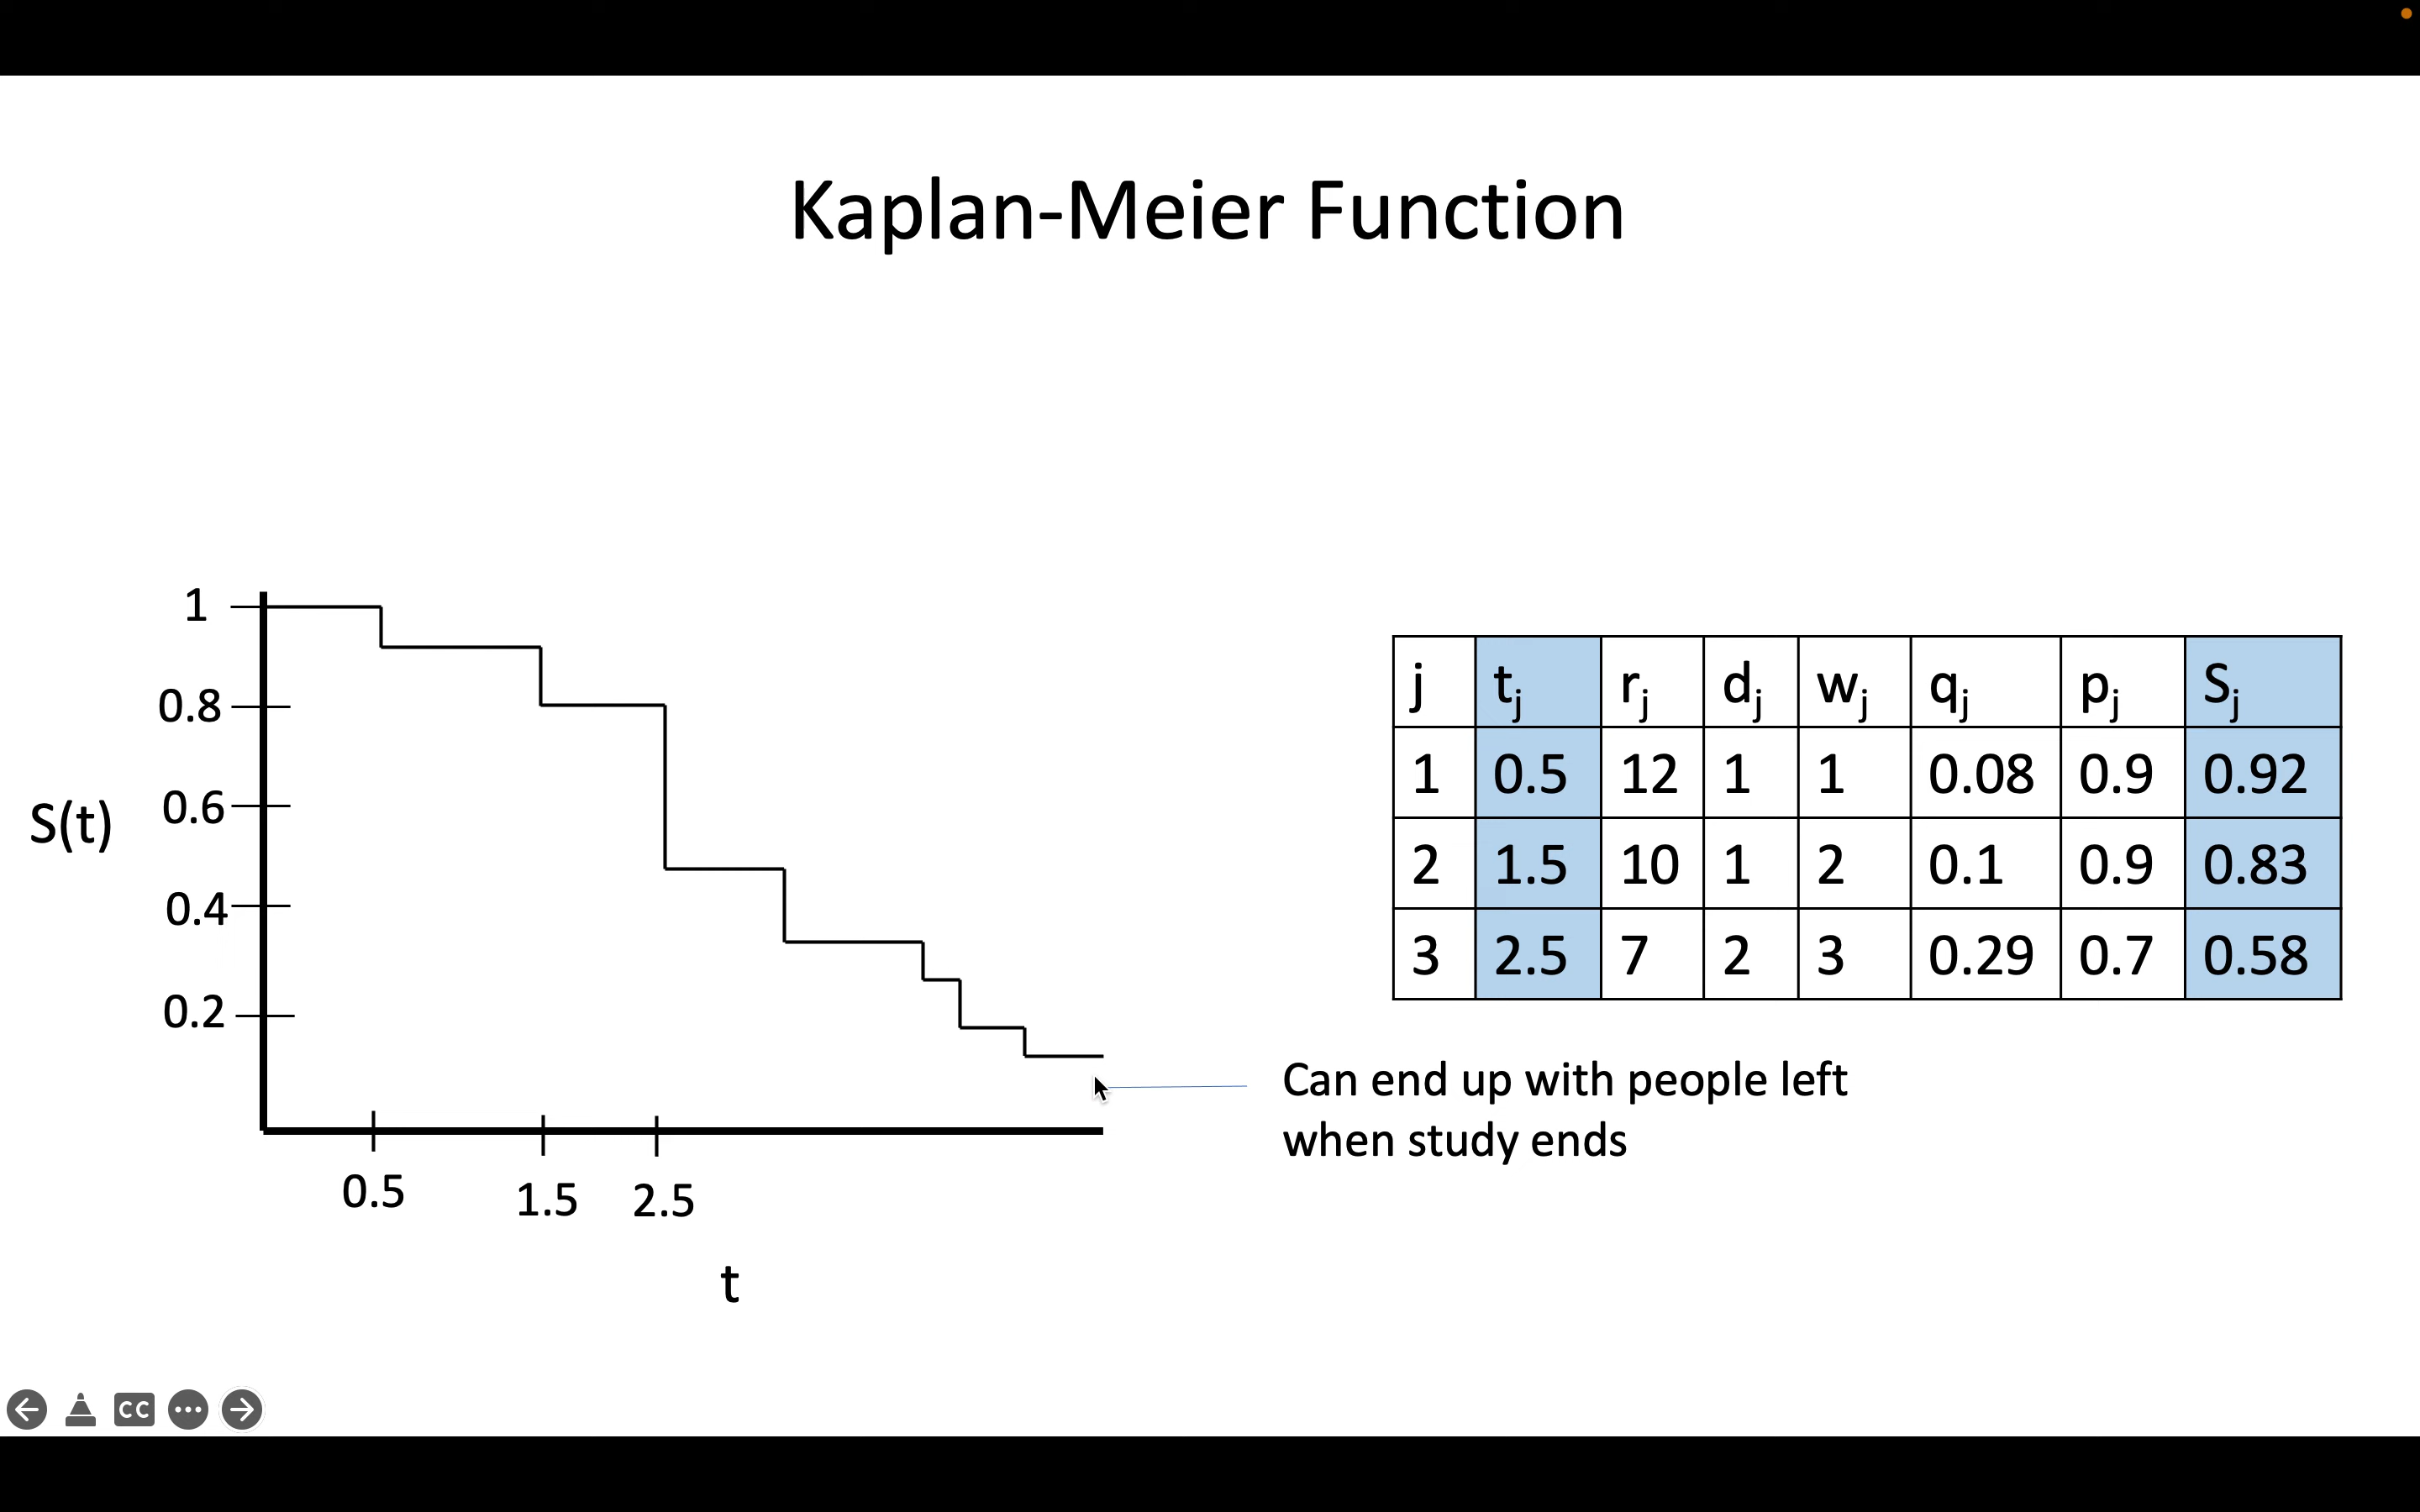 Kaplan-Meier Function
1
0.8
0.6
S(t)
0.4
0.2
0.5
1.5
2.5
t
j tj rj dj wj qj pj Sj
1 0.5 12 1 1 0.08 0.9 0.92
2 1.5 10 1 2 0.1 0.9 0.83
3 2.5 7 2 3 0.29 0.7 0.58
Can end up with people left
when study ends
CC